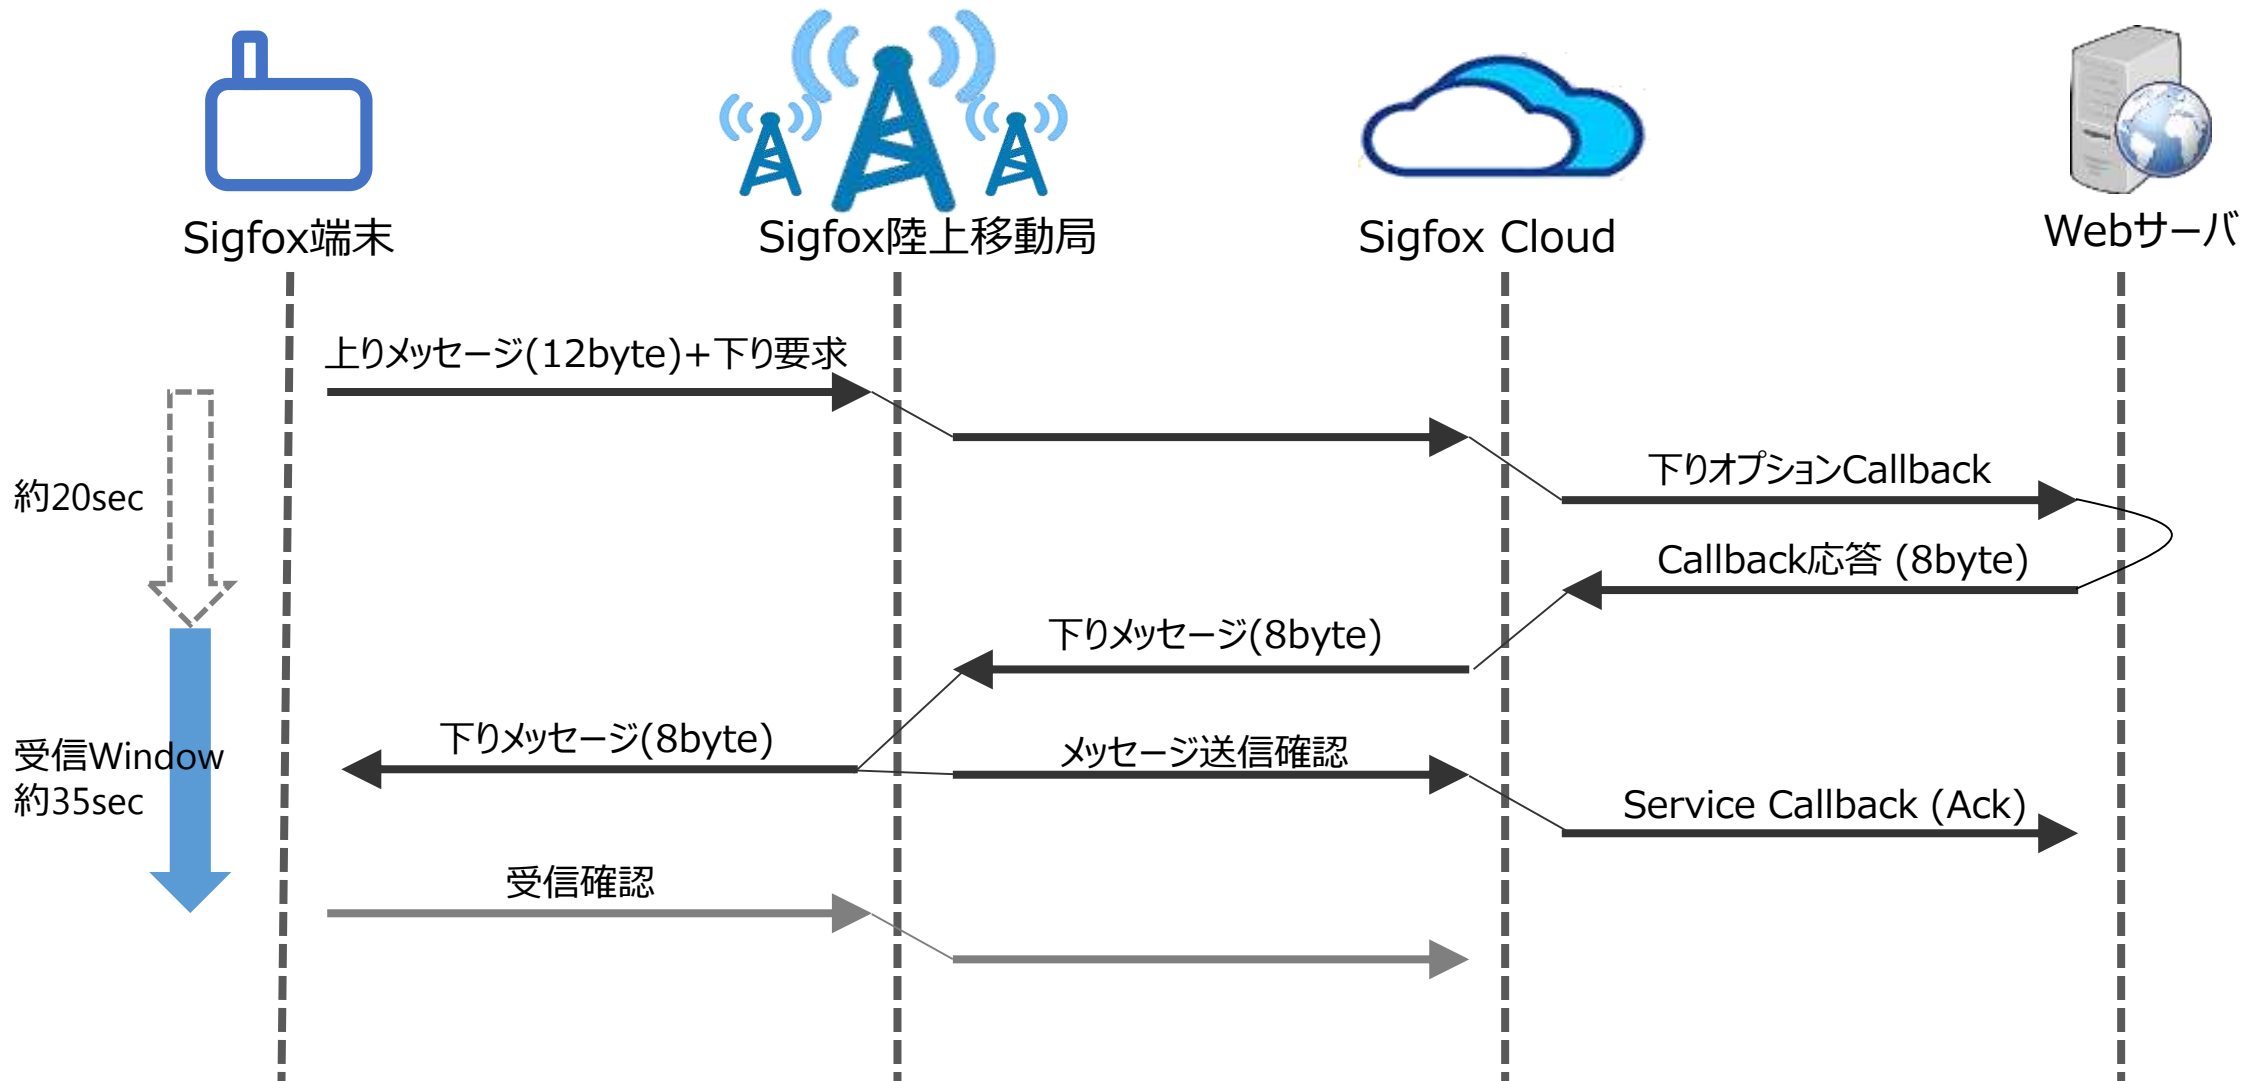 Sigfox端末
Sigfox陸上移動局
Sigfox Cloud
Webサーバ
上りメッセージ(12byte)+下り要求
下りオプションCallback
約20sec
Callback応答 (8byte)
下りメッセージ(8byte)
下りメッセージ(8byte)
メッセージ送信確認
受信Window
約35sec
Service Callback (Ack)
受信確認